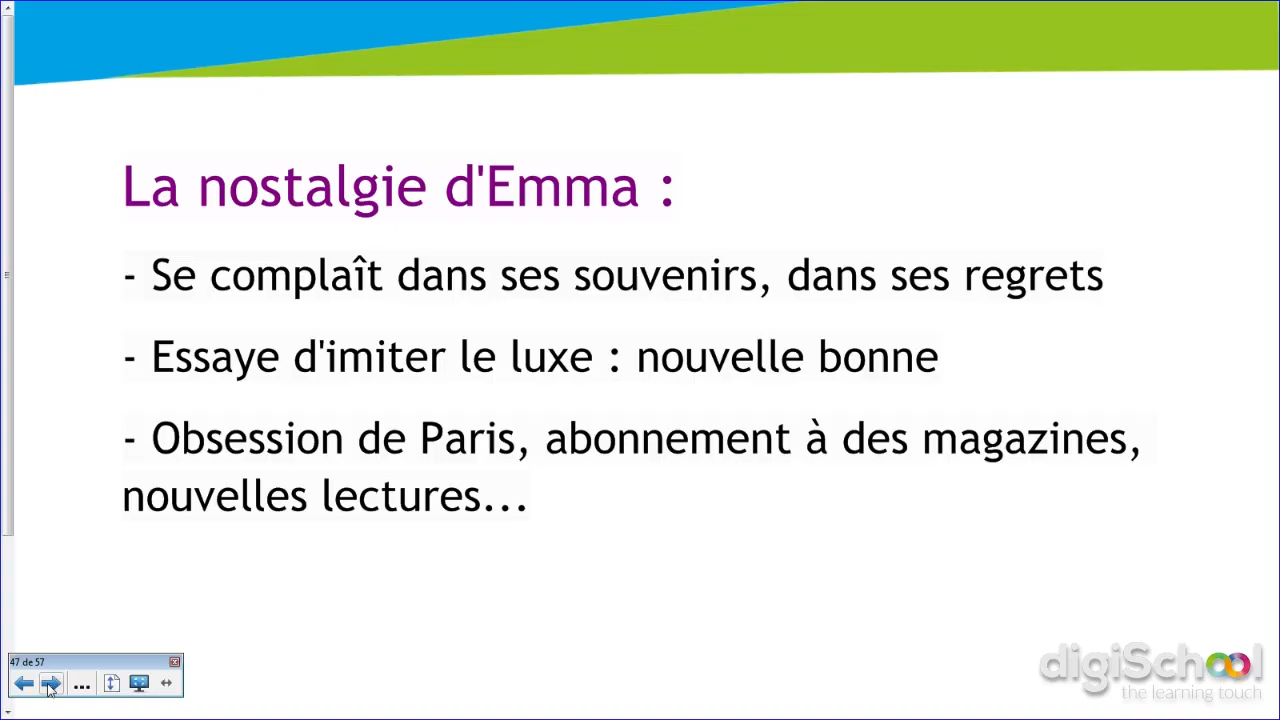 La nostalgie d'Emma :
- Se complaît dans ses souvenirs, dans ses regrets
- Essaye d'imiter le luxe : nouvelle bonne
- Obsession de Paris, abonnement à des magazines,
nouvelles lectures...
47 de 57
digiSchool
the learning touch